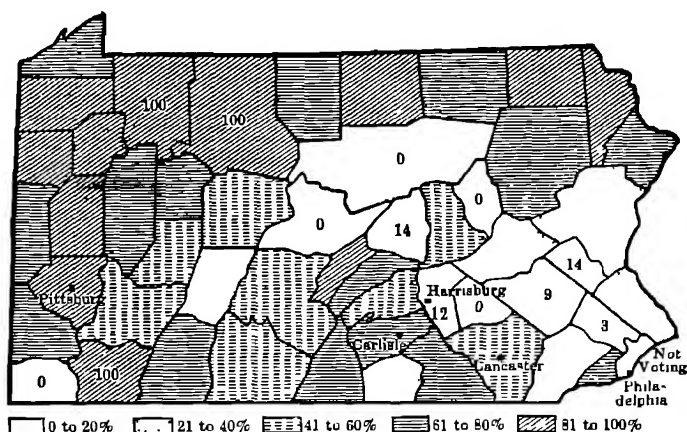 100
100
0
0
0
14
14
Pittsburg
Harrisburg
9
12
0
3
Carlisle
Lancaster
Not
Voting
0
100
Phila-
delphia
0 to 20% 21 to 40% 41 to 60% 61 to 80% 81 to 100%